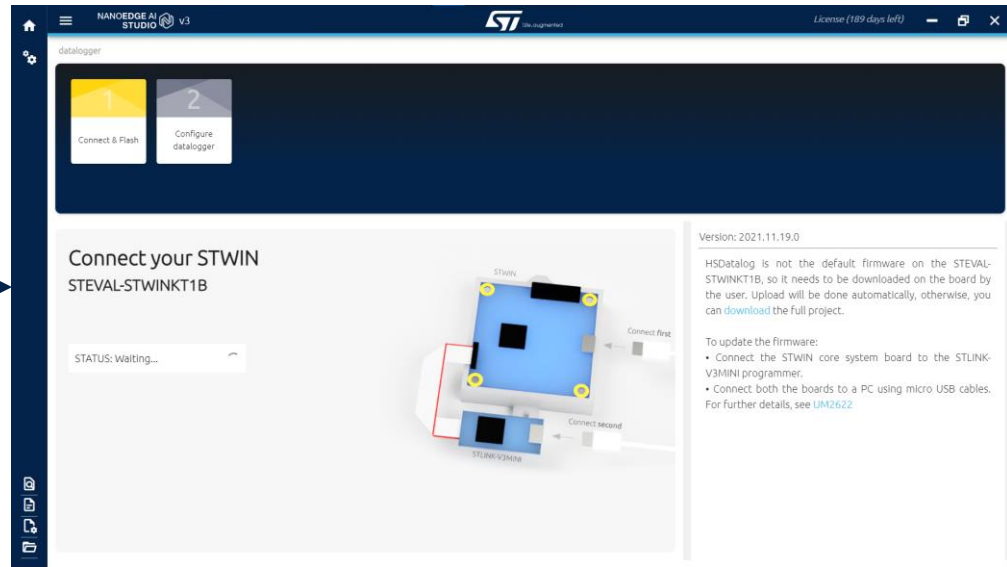 NANOEDGE AI
STUDIO v3
ST life.augmented
License (189 days left)
datalogger
1
Connect & Flash
2
Configure
datalogger
Connect your STWIN
STEVAL-STWINKT1B
STATUS: Waiting...
STWIN
Connect first
Connect second
STLINK-V3MINI
Version: 2021.11.19.0
HSDatalog is not the default firmware on the STEVAL-
STWINKT1B, so it needs to be downloaded on the board by
the user. Upload will be done automatically, otherwise, you
can download the full project.
To update the firmware:
• Connect the STWIN core system board to the STLINK-
V3MINI programmer.
• Connect both the boards to a PC using micro USB cables.
For further details, see UM2622